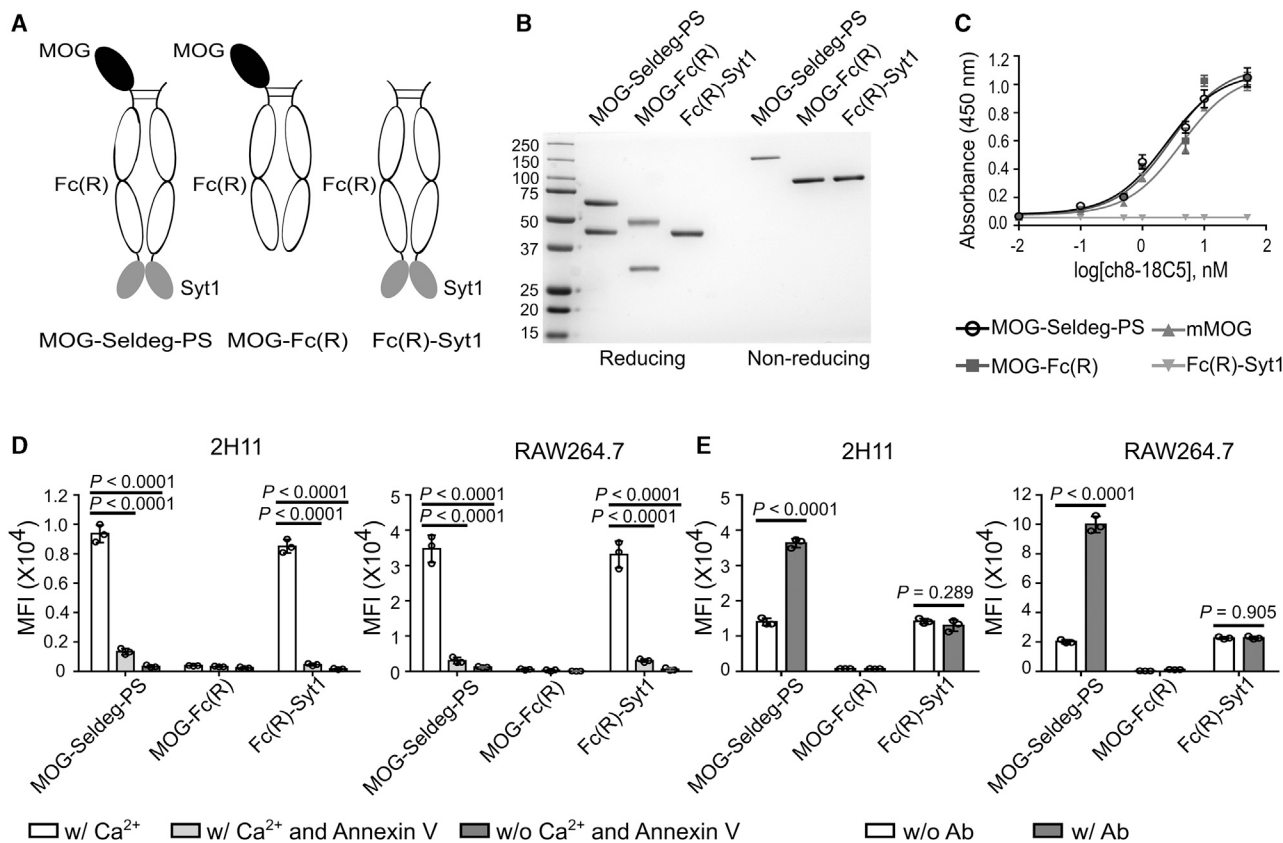 A
MOG
MOG
Fc(R)
Fc(R)
Fc(R)
Syt1
Syt1
MOG-Seldeg-PS
MOG-Fc(R)
Fc(R)-Syt1
B
MOG-Seldeg-PS
MOG-Fc(R)
Fc(R)-Syt1
MOG-Seldeg-PS
MOG-Fc(R)
Fc(R)-Syt1
250
150
100
75
50
37
25
20
15
Reducing
Non-reducing
C
Absorbance (450 nm)
1.2
1.0
0.8
0.6
0.4
0.2
0.0
-2
-1
0
1
2
log[ch8-18C5], nM
MOG-Seldeg-PS
mMOG
MOG-Fc(R)
Fc(R)-Syt1
D
2H11
P < 0.0001
P < 0.0001
P < 0.0001
P < 0.0001
MFI (X10⁴)
1.2
1.0
0.8
0.6
0.4
0.2
0
MOG-Seldeg-PS
MOG-Fc(R)
Fc(R)-Syt1
RAW264.7
P < 0.0001
P < 0.0001
P < 0.0001
P < 0.0001
MFI (X10⁴)
5
4
3
2
1
0
MOG-Seldeg-PS
MOG-Fc(R)
Fc(R)-Syt1
w/ Ca²⁺
w/ Ca²⁺ and Annexin V
w/o Ca²⁺ and Annexin V
E
2H11
P < 0.0001
P = 0.289
MFI (X10⁴)
5
4
3
2
1
0
MOG-Seldeg-PS
MOG-Fc(R)
Fc(R)-Syt1
RAW264.7
P < 0.0001
P = 0.905
MFI (X10⁴)
12
10
8
6
4
2
0
MOG-Seldeg-PS
MOG-Fc(R)
Fc(R)-Syt1
w/o Ab
w/ Ab